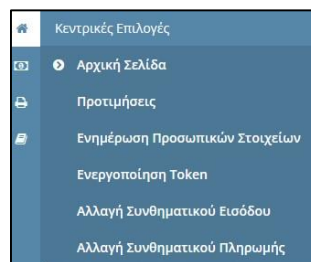 Κεντρικές Επιλογές
Αρχική Σελίδα
Προτιμήσεις
Ενημέρωση Προσωπικών Στοιχείων
Ενεργοποίηση Token
Αλλαγή Συνθηματικού Εισόδου
Αλλαγή Συνθηματικού Πληρωμής